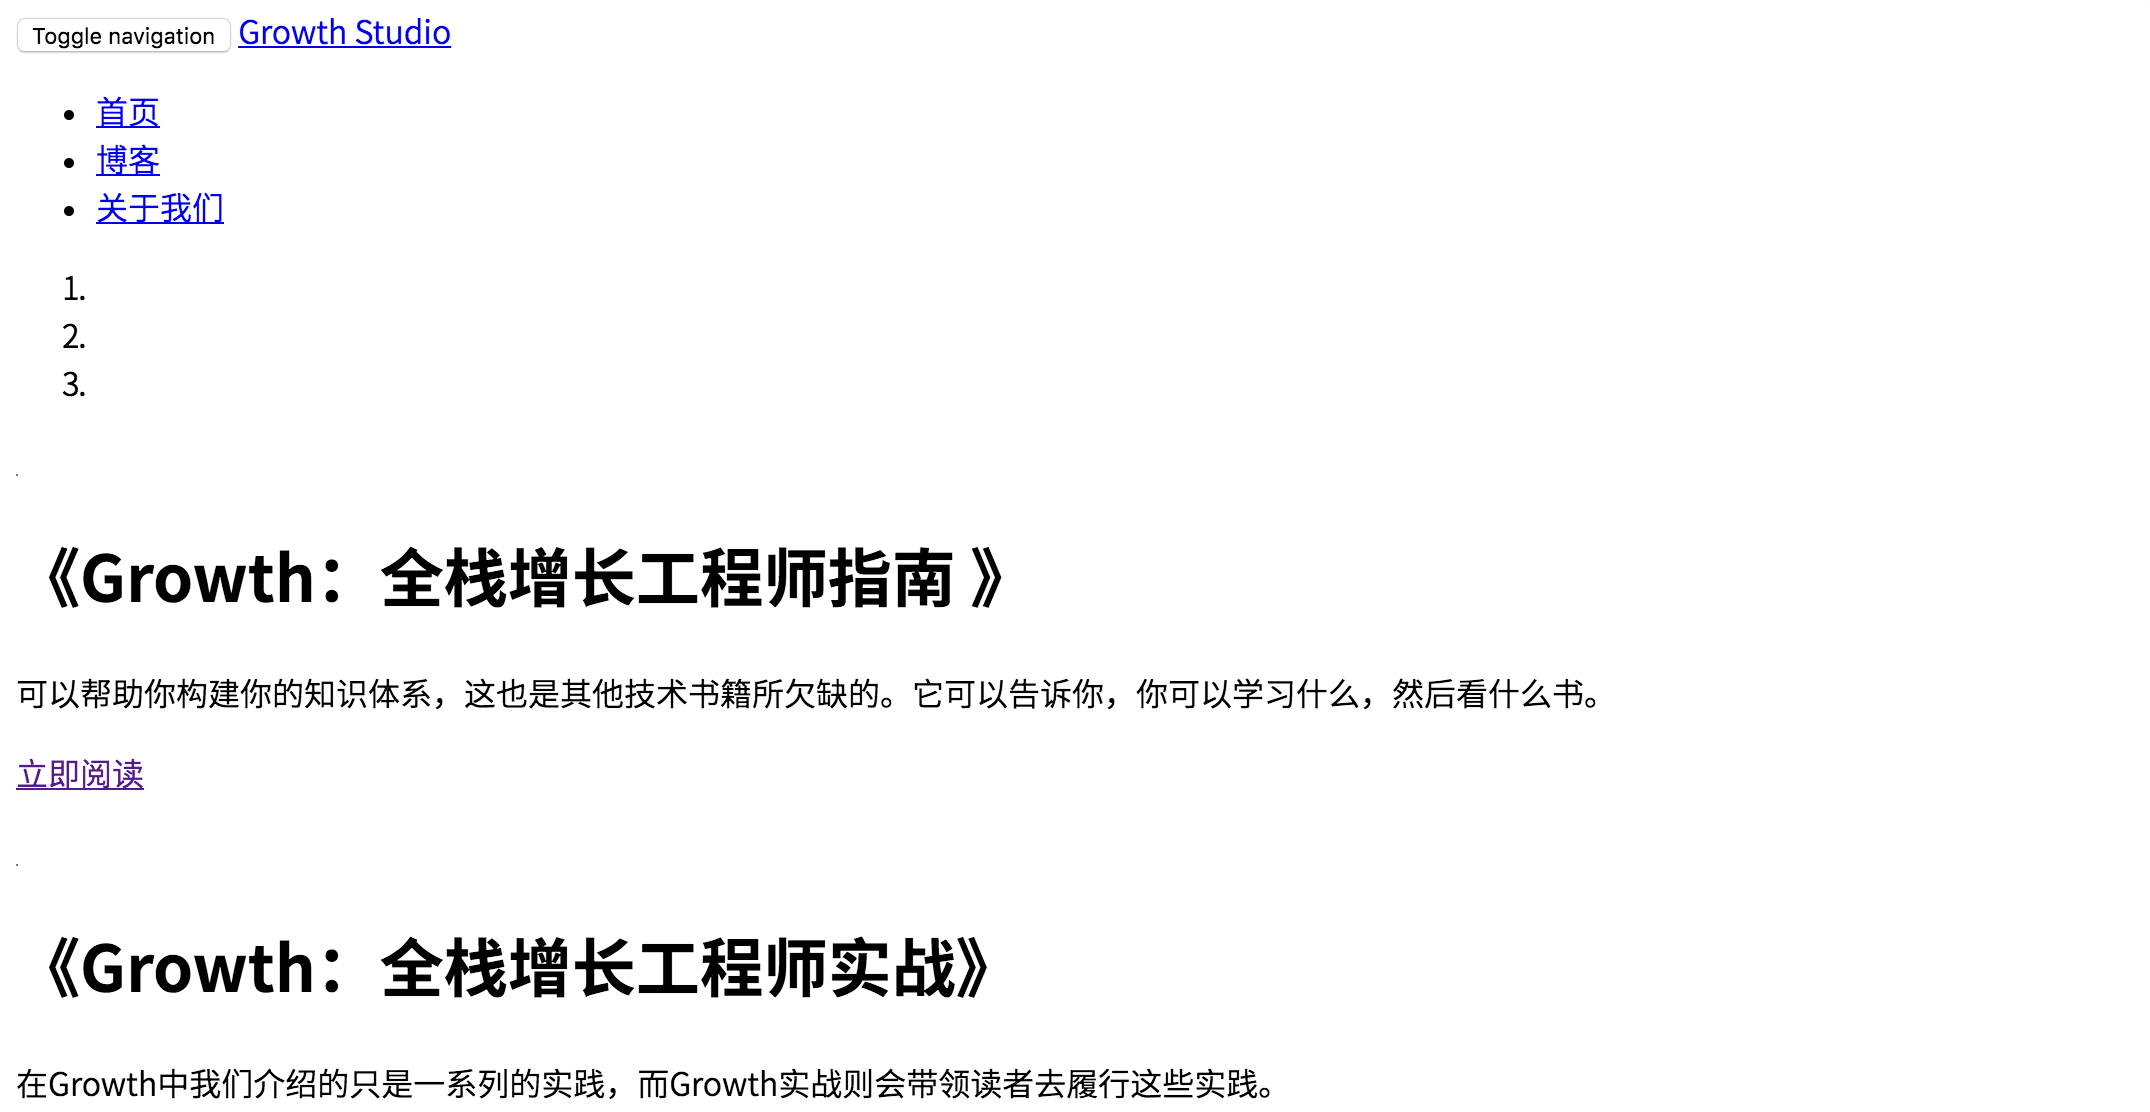 Toggle navigation Growth Studio
• 首页
• 博客
• 关于我们
1.
2.
3.
《Growth：全栈增长工程师指南 》
可以帮助你构建你的知识体系，这也是其他技术书籍所欠缺的。它可以告诉你，你可以学习什么，然后看什么书。
立即阅读
《Growth：全栈增长工程师实战》
在Growth中我们介绍的只是一系列的实践，而Growth实战则会带领读者去履行这些实践。